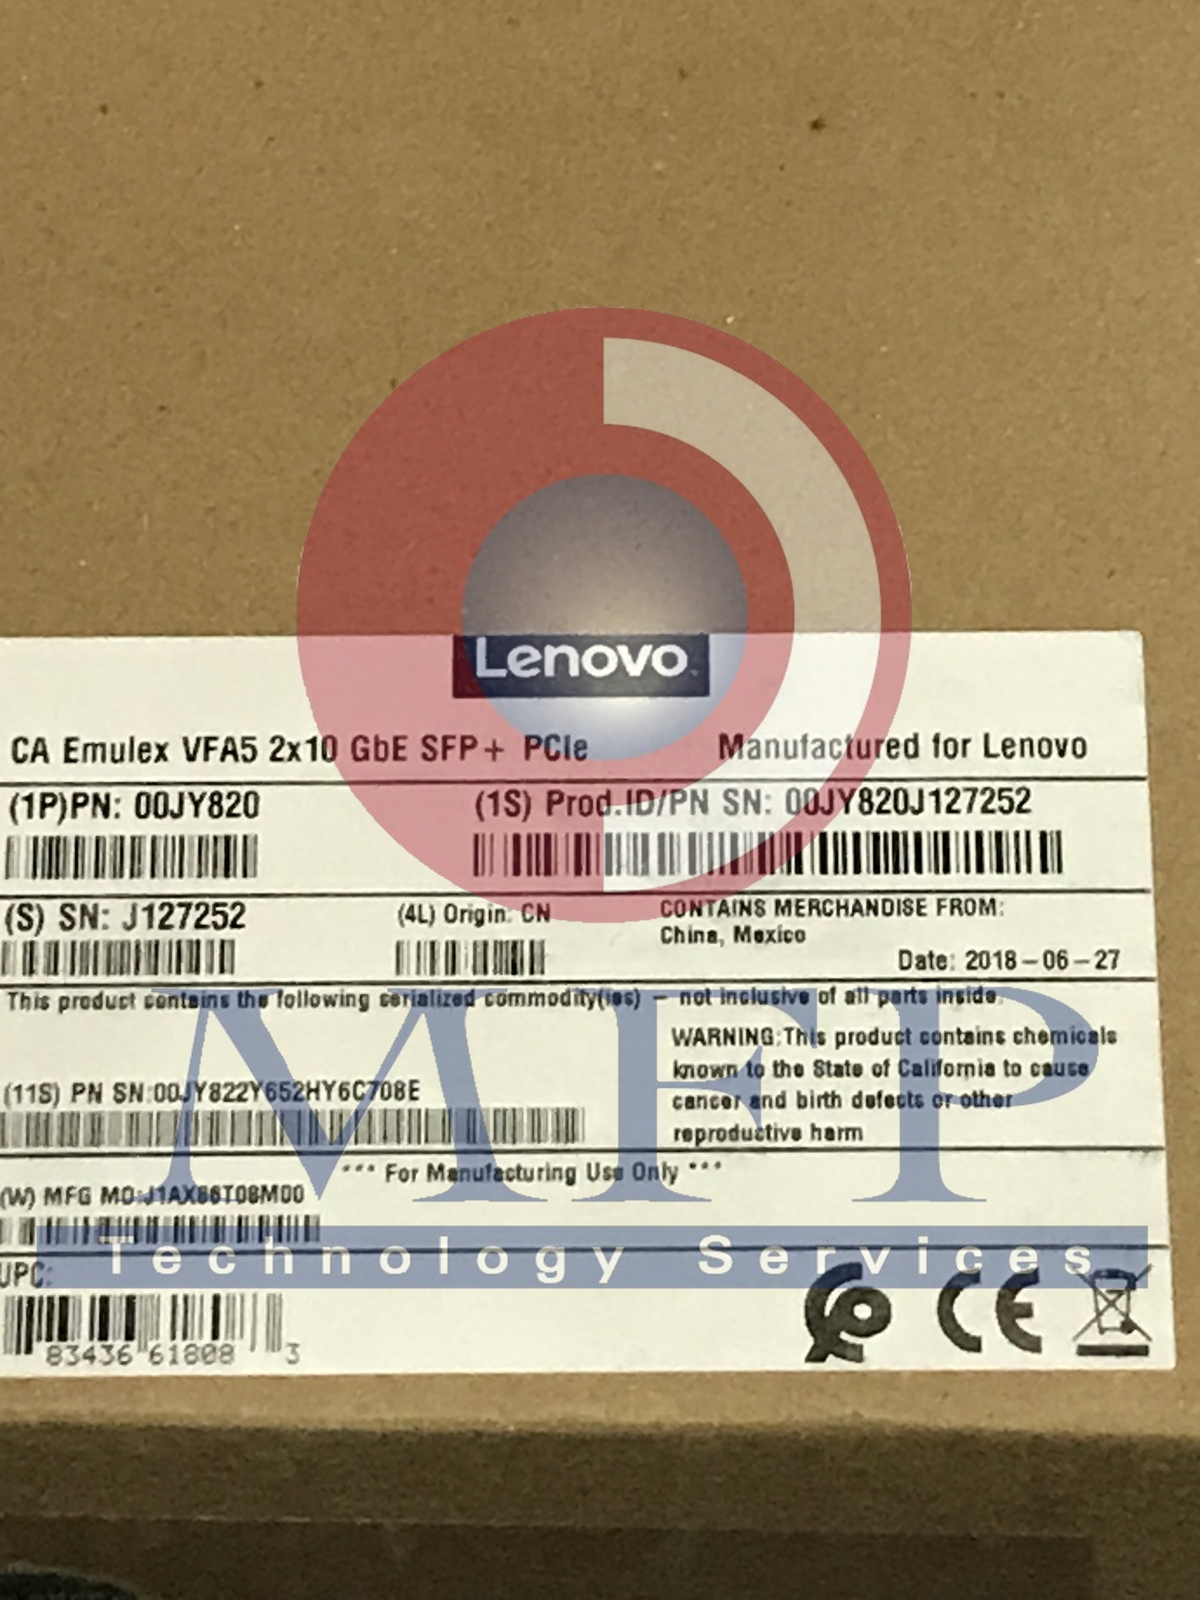 Lenovo
CA Emulex VFA5 2x10 GbE SFP+ PCIe
Manufactured for Lenovo
(1P)PN: 00JY820
(1S) Prod.ID/PN SN: 00JY820J127252
(S) SN: J127252
(4L) Origin: CN
CONTAINS MERCHANDISE FROM:
China, Mexico
Date: 2018-06-27
This product contains the following serialized commodity(ies) - not inclusive of all parts inside.
WARNING:This product contains chemicals
known to the State of California to cause
cancer and birth defects or other
reproductive harm
(11S) PN SN:00JY822Y652HY6C708E
*** For Manufacturing Use Only ***
(W) MFG MO:
UPC:
83436 61808 3
MFP
Technology Services
CE